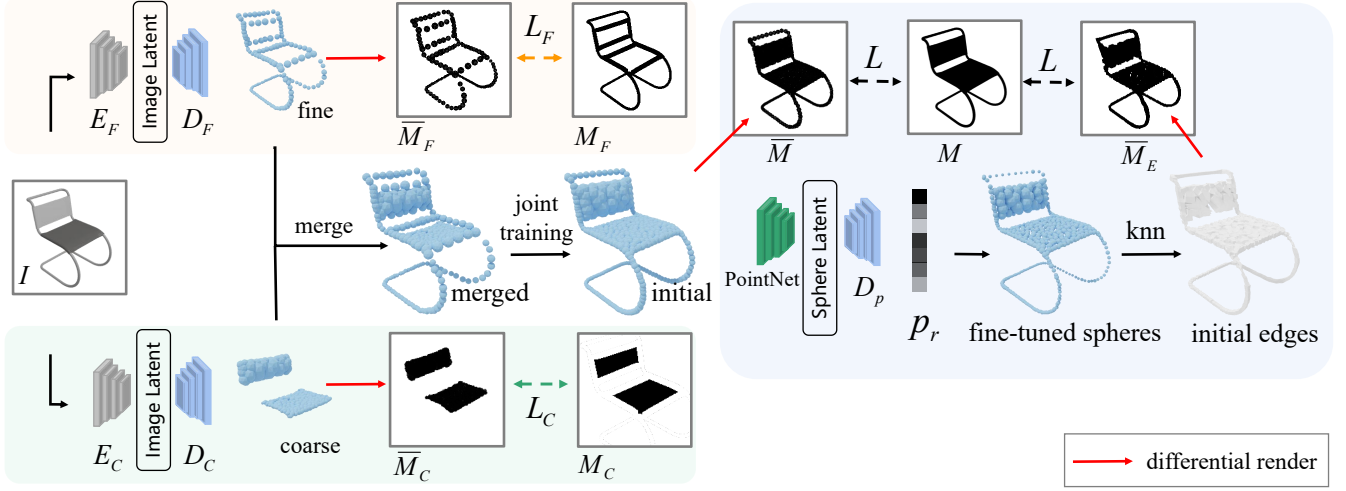 E_F
Image Latent
D_F
fine
M̅_F
L_F
M_F
I
merge
merged
joint
training
initial
E_C
Image Latent
D_C
coarse
M̅_C
L_C
M_C
M̅
L
M
L
M̅_E
PointNet
Sphere Latent
D_p
p_r
fine-tuned spheres
knn
initial edges
differential render